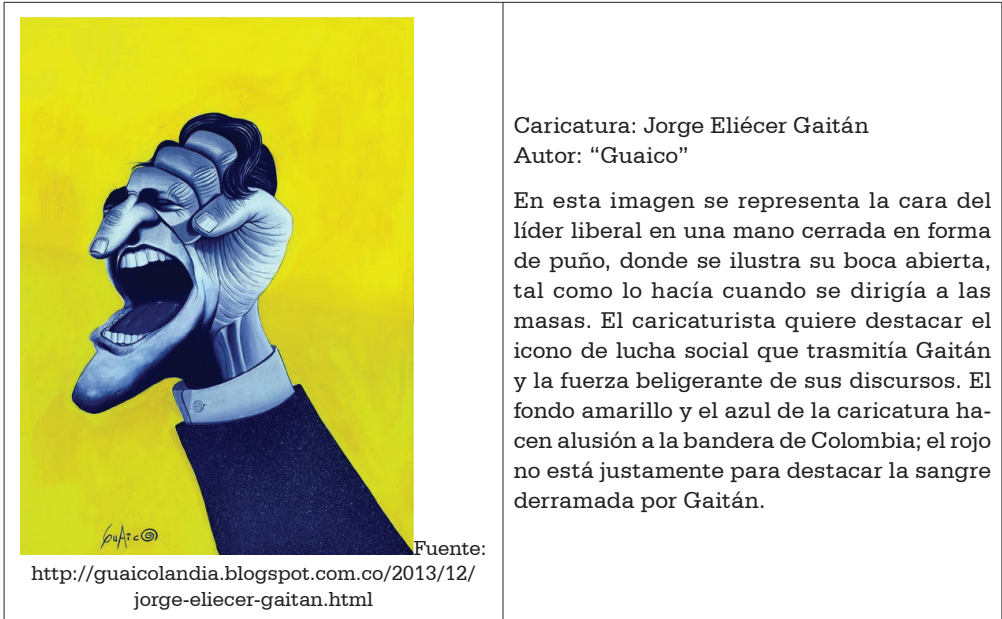 GuAico
Fuente:
http://guaicolandia.blogspot.com.co/2013/12/
jorge-eliecer-gaitan.html
Caricatura: Jorge Eliécer Gaitán
Autor: “Guaico”
En esta imagen se representa la cara del
líder liberal en una mano cerrada en forma
de puño, donde se ilustra su boca abierta,
tal como lo hacía cuando se dirigía a las
masas. El caricaturista quiere destacar el
icono de lucha social que trasmitía Gaitán
y la fuerza beligerante de sus discursos. El
fondo amarillo y el azul de la caricatura ha-
cen alusión a la bandera de Colombia; el rojo
no está justamente para destacar la sangre
derramada por Gaitán.